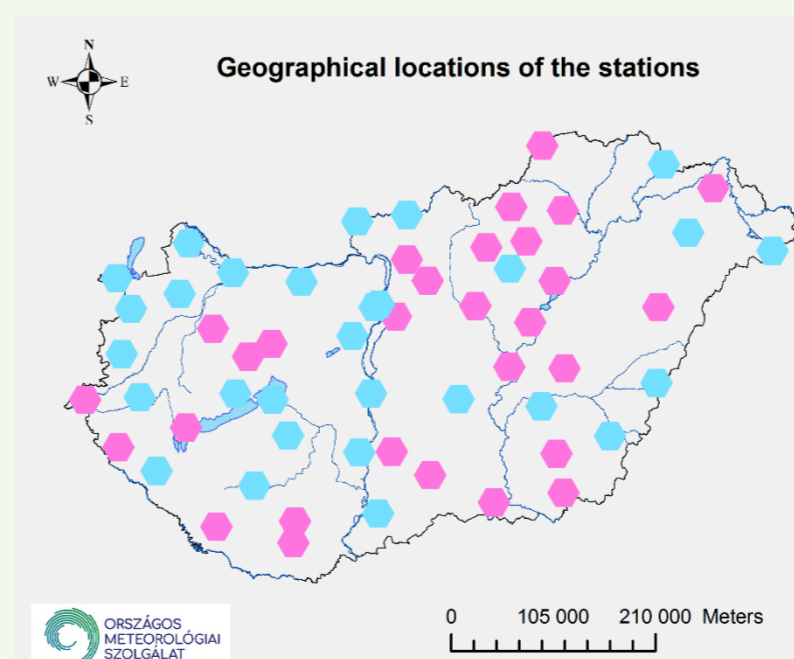 N
Geographical locations of the stations
W E
S
0 105 000 210 000 Meters
ORSZÁGOS
METEOROLÓGIAI
SZOLGÁLAT